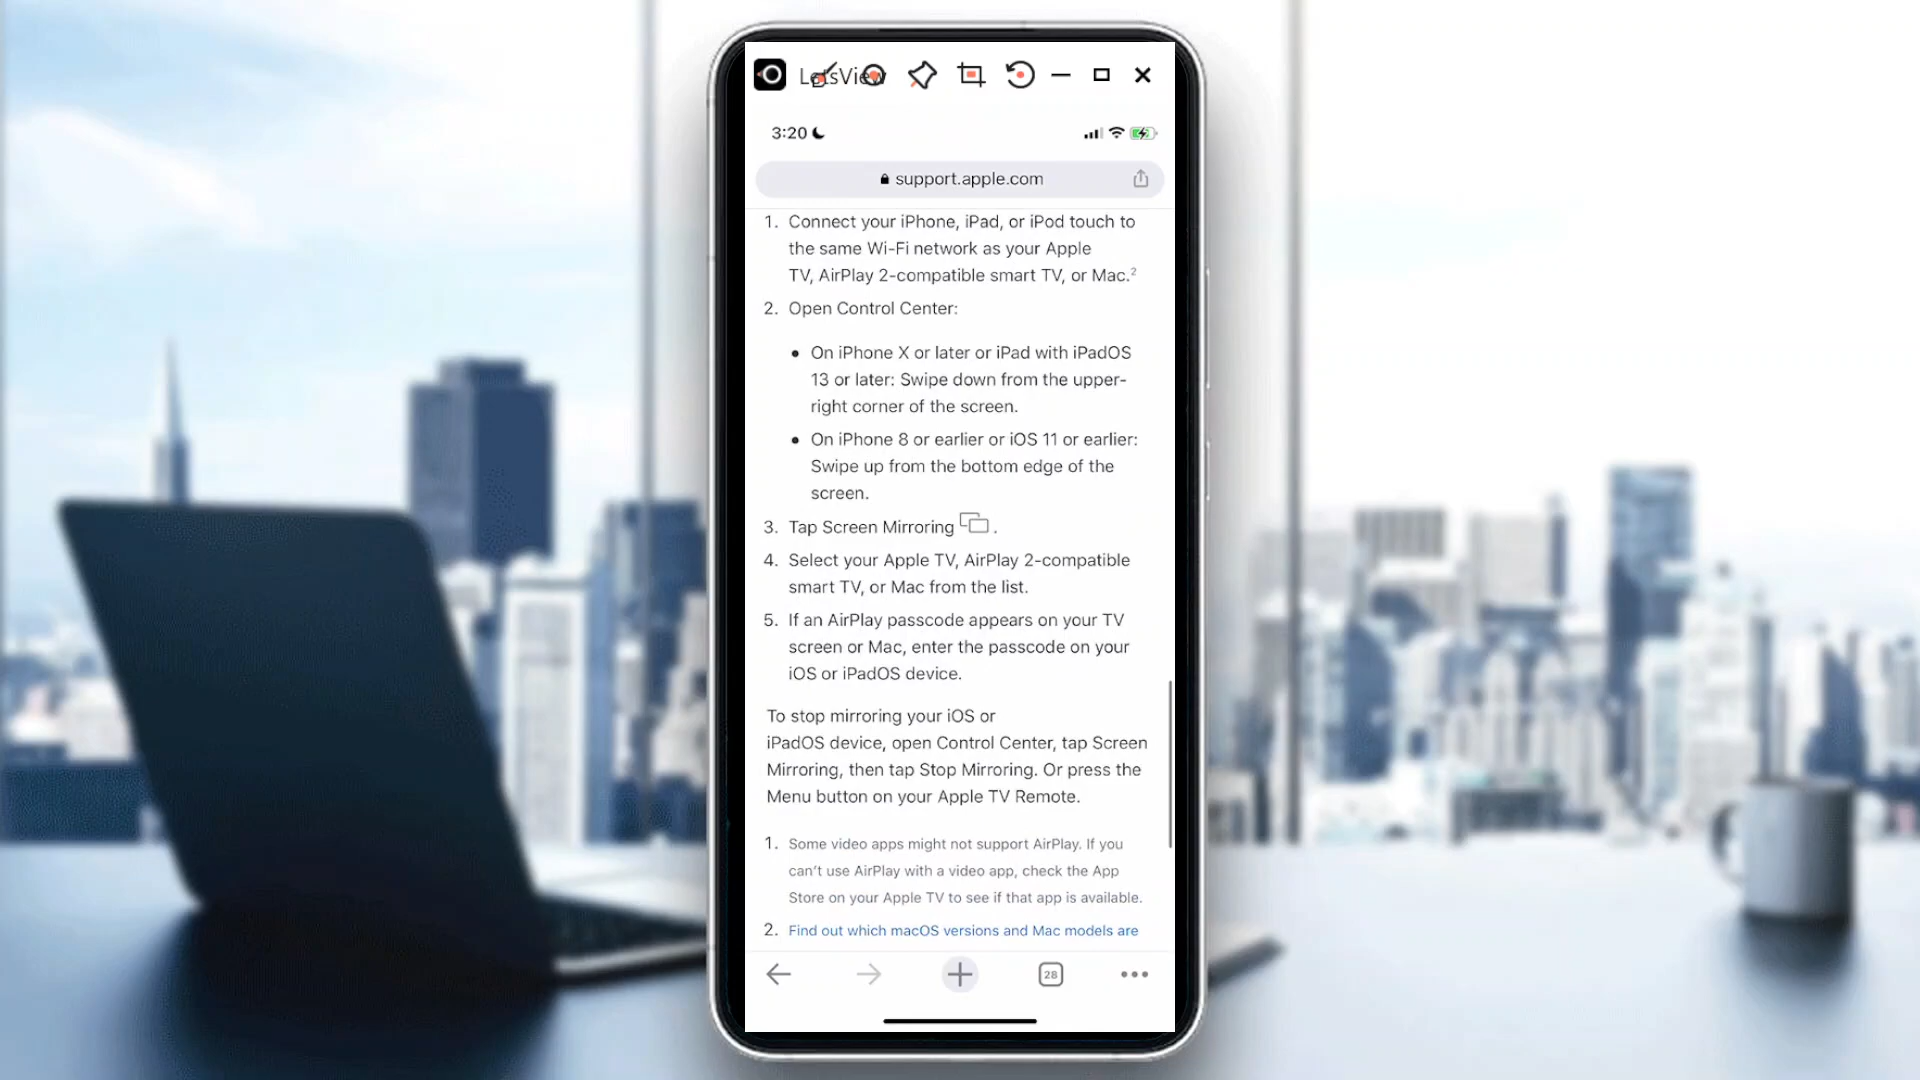 LetsView
3:20
support.apple.com
1. Connect your iPhone, iPad, or iPod touch to
the same Wi-Fi network as your Apple
TV, AirPlay 2-compatible smart TV, or Mac.²
2. Open Control Center:
• On iPhone X or later or iPad with iPadOS
13 or later: Swipe down from the upper-
right corner of the screen.
• On iPhone 8 or earlier or iOS 11 or earlier:
Swipe up from the bottom edge of the
screen.
3. Tap Screen Mirroring .
4. Select your Apple TV, AirPlay 2-compatible
smart TV, or Mac from the list.
5. If an AirPlay passcode appears on your TV
screen or Mac, enter the passcode on your
iOS or iPadOS device.
To stop mirroring your iOS or
iPadOS device, open Control Center, tap Screen
Mirroring, then tap Stop Mirroring. Or press the
Menu button on your Apple TV Remote.
1. Some video apps might not support AirPlay. If you
can't use AirPlay with a video app, check the App
Store on your Apple TV to see if that app is available.
2. Find out which macOS versions and Mac models are
28